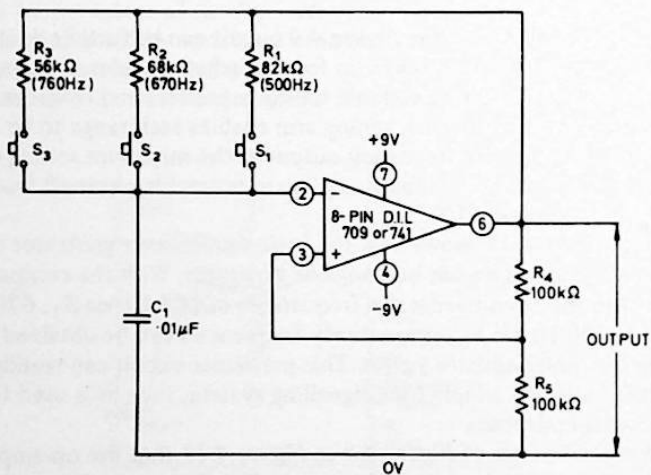 R3
56kΩ
(760Hz)
R2
68kΩ
(670Hz)
R1
82kΩ
(500Hz)
S3
S2
S1
+9V
7
2
−
8-PIN D.I.L
709 or 741
6
3
+
4
−9V
C1
·01µF
R4
100kΩ
OUTPUT
R5
100kΩ
0V